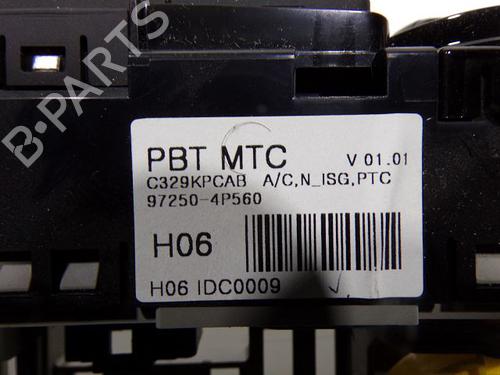 B-PARTS
PBT MTC V 01.01
C329KPCAB A/C,N_ISG,PTC
97250-4P560
H06
H06 IDC0009